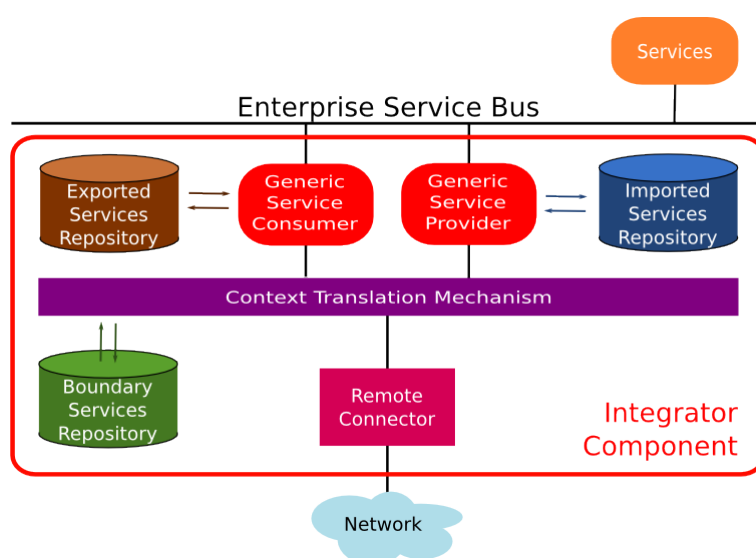 Services
Enterprise Service Bus
Exported
Services
Repository
Generic
Service
Consumer
Generic
Service
Provider
Imported
Services
Repository
Context Translation Mechanism
Boundary
Services
Repository
Remote
Connector
Integrator
Component
Network